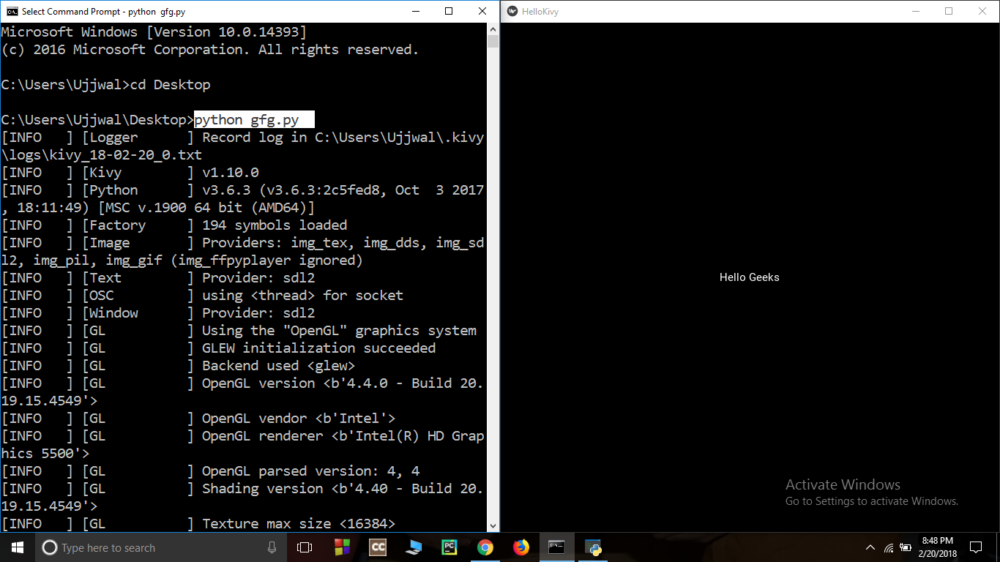 Select Command Prompt - python  gfg.py
Microsoft Windows [Version 10.0.14393]
(c) 2016 Microsoft Corporation. All rights reserved.
C:\Users\Ujjwal>cd Desktop
C:\Users\Ujjwal\Desktop>python gfg.py
[INFO   ] [Logger      ] Record log in C:\Users\Ujjwal\.kivy
\logs\kivy_18-02-20_0.txt
[INFO   ] [Kivy        ] v1.10.0
[INFO   ] [Python      ] v3.6.3 (v3.6.3:2c5fed8, Oct  3 2017
, 18:11:49) [MSC v.1900 64 bit (AMD64)]
[INFO   ] [Factory     ] 194 symbols loaded
[INFO   ] [Image       ] Providers: img_tex, img_dds, img_sd
l2, img_pil, img_gif (img_ffpyplayer ignored)
[INFO   ] [Text        ] Provider: sdl2
[INFO   ] [OSC         ] using <thread> for socket
[INFO   ] [Window      ] Provider: sdl2
[INFO   ] [GL          ] Using the "OpenGL" graphics system
[INFO   ] [GL          ] GLEW initialization succeeded
[INFO   ] [GL          ] Backend used <glew>
[INFO   ] [GL          ] OpenGL version <b'4.4.0 - Build 20.
19.15.4549'>
[INFO   ] [GL          ] OpenGL vendor <b'Intel'>
[INFO   ] [GL          ] OpenGL renderer <b'Intel(R) HD Grap
hics 5500'>
[INFO   ] [GL          ] OpenGL parsed version: 4, 4
[INFO   ] [GL          ] Shading version <b'4.40 - Build 20.
19.15.4549'>
[INFO   ] [GL          ] Texture max size <16384>
HelloKivy
Hello Geeks
Activate Windows
Go to Settings to activate Windows.
Type here to search
CC
PC
8:48 PM
2/20/2018